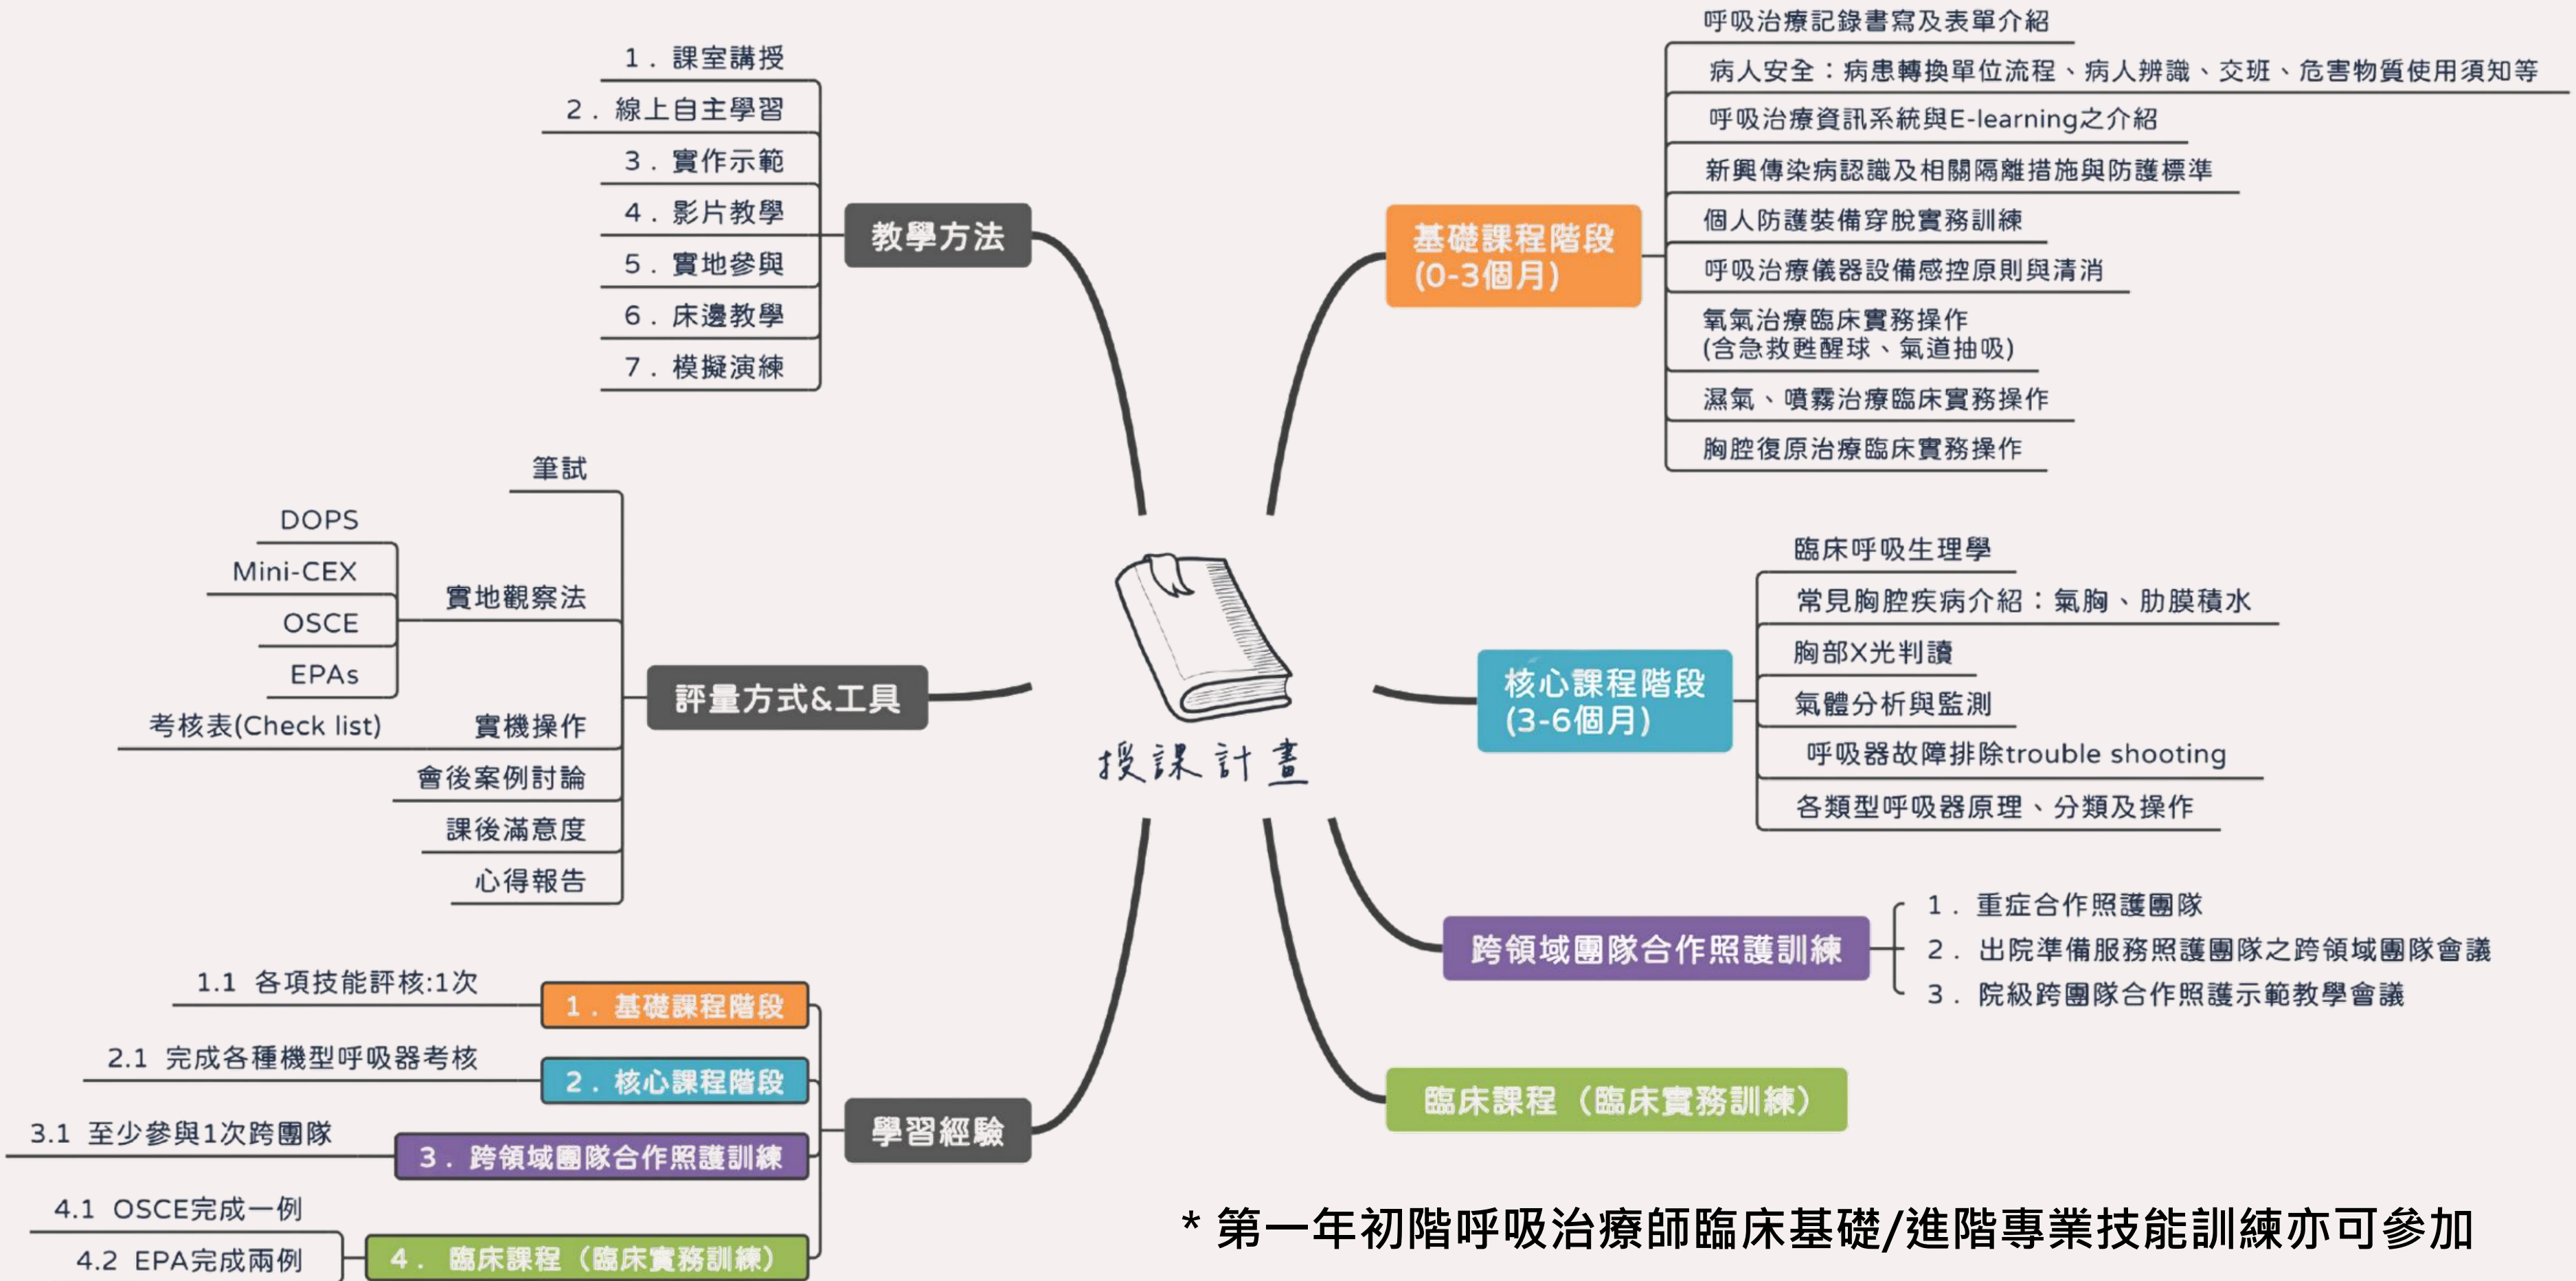 授課計畫
教學方法
1. 課室講授
2. 線上自主學習
3. 實作示範
4. 影片教學
5. 實地參與
6. 床邊教學
7. 模擬演練
評量方式&工具
筆試
實地觀察法
DOPS
Mini-CEX
OSCE
EPAs
實機操作
考核表(Check list)
會後案例討論
課後滿意度
心得報告
學習經驗
1. 基礎課程階段
1.1 各項技能評核:1次
2. 核心課程階段
2.1 完成各種機型呼吸器考核
3. 跨領域團隊合作照護訓練
3.1 至少參與1次跨團隊
4. 臨床課程（臨床實務訓練）
4.1 OSCE完成一例
4.2 EPA完成兩例
基礎課程階段
(0-3個月)
呼吸治療記錄書寫及表單介紹
病人安全：病患轉換單位流程、病人辨識、交班、危害物質使用須知等
呼吸治療資訊系統與E-learning之介紹
新興傳染病認識及相關隔離措施與防護標準
個人防護裝備穿脫實務訓練
呼吸治療儀器設備感控原則與清消
氧氣治療臨床實務操作
(含急救甦醒球、氣道抽吸)
濕氣、噴霧治療臨床實務操作
胸腔復原治療臨床實務操作
核心課程階段
(3-6個月)
臨床呼吸生理學
常見胸腔疾病介紹：氣胸、肋膜積水
胸部X光判讀
氣體分析與監測
呼吸器故障排除trouble shooting
各類型呼吸器原理、分類及操作
跨領域團隊合作照護訓練
1. 重症合作照護團隊
2. 出院準備服務照護團隊之跨領域團隊會議
3. 院級跨團隊合作照護示範教學會議
臨床課程（臨床實務訓練）
* 第一年初階呼吸治療師臨床基礎/進階專業技能訓練亦可參加